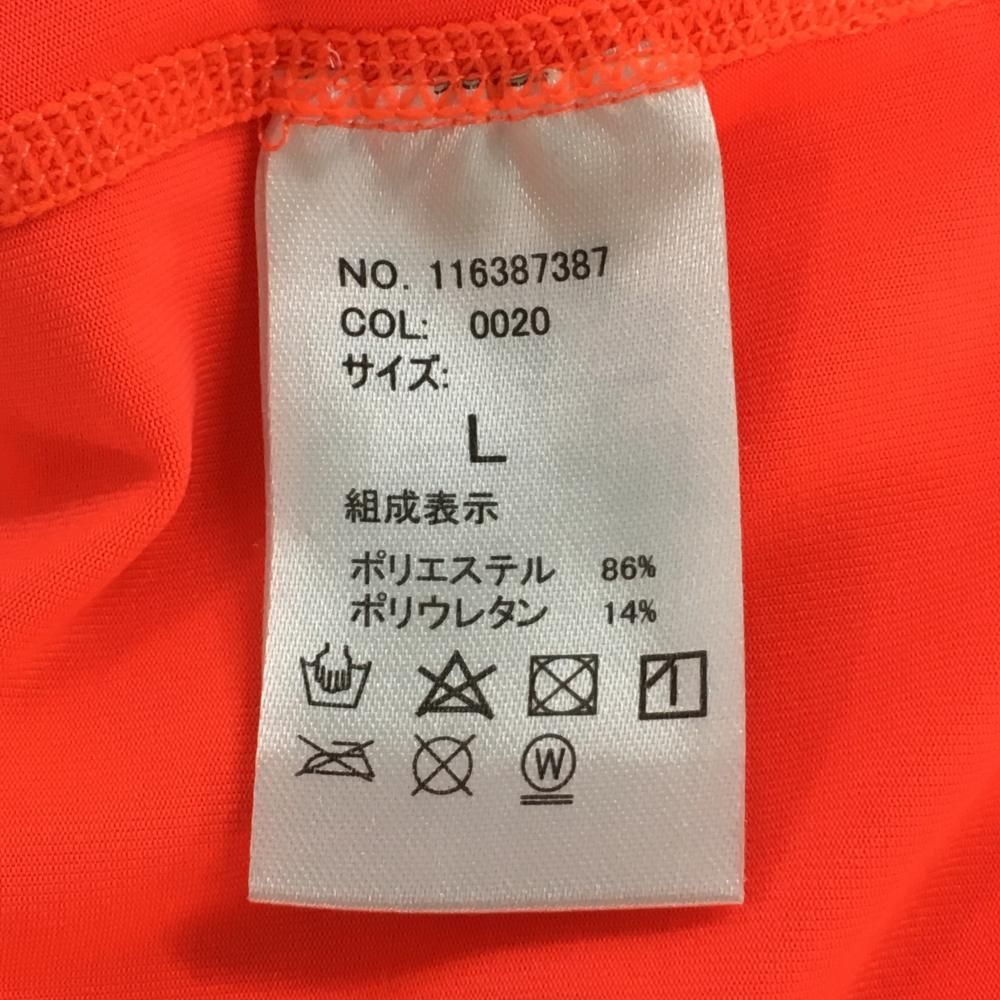 NO. 116387387
COL: 0020
サイズ:
L
組成表示
ポリエステル 86%
ポリウレタン 14%
W